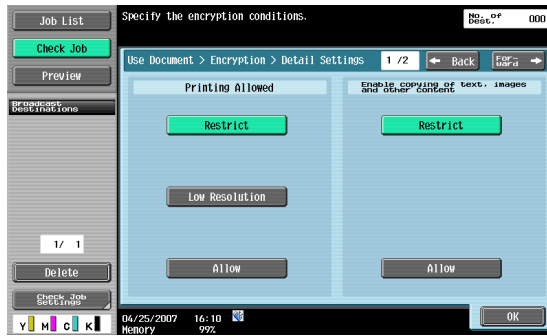 Job List
Check Job
Preview
Broadcast
Destinations
1/ 1
Delete
Check Job
Settings
Y M C K
Specify the encryption conditions.
No. of
Dest.
000
Use Document > Encryption > Detail Settings
1 /2
← Back
For-
ward →
Printing Allowed
Restrict
Low Resolution
Allow
Enable copying of text, images
and other content
Restrict
Allow
04/25/2007 16:10
Memory 99%
OK